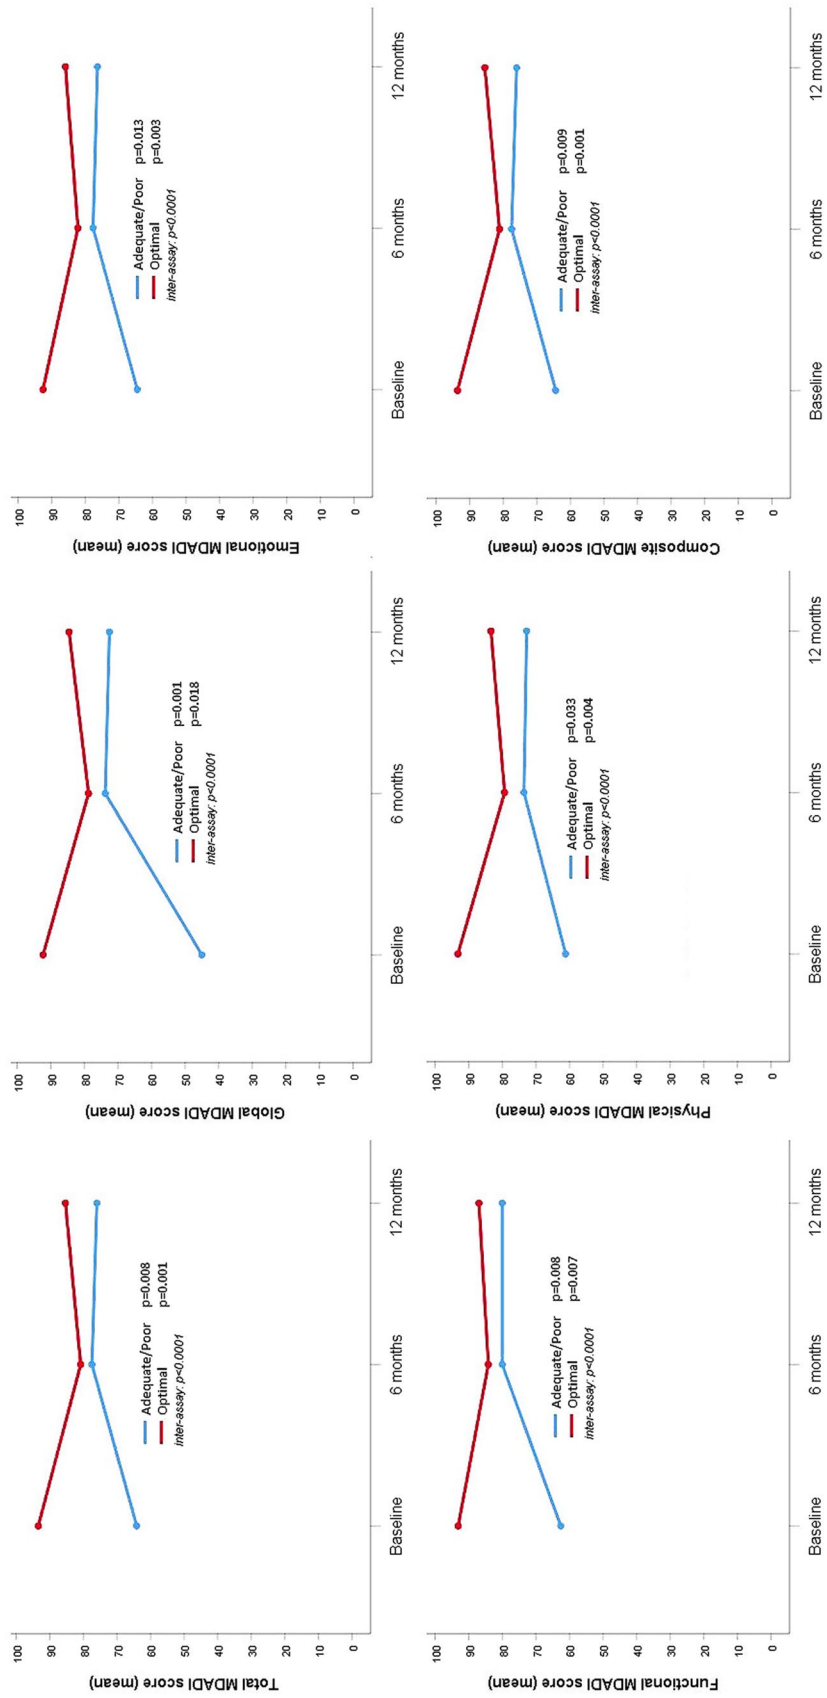 Total MDADI score (mean)
100
90
80
70
60
50
40
30
20
10
0
Adequate/Poor p=0.008
Optimal p=0.001
inter-assay: p<0.0001
Baseline
6 months
12 months
Global MDADI score (mean)
100
90
80
70
60
50
40
30
20
10
0
Adequate/Poor p=0.001
Optimal p=0.018
inter-assay: p<0.0001
Baseline
6 months
12 months
Emotional MDADI score (mean)
100
90
80
70
60
50
40
30
20
10
0
Adequate/Poor p=0.013
Optimal p=0.003
inter-assay: p<0.0001
Baseline
6 months
12 months
Functional MDADI score (mean)
100
90
80
70
60
50
40
30
20
10
0
Adequate/Poor p=0.008
Optimal p=0.007
inter-assay: p<0.0001
Baseline
6 months
12 months
Physical MDADI score (mean)
100
90
80
70
60
50
40
30
20
10
0
Adequate/Poor p=0.033
Optimal p=0.004
inter-assay: p<0.0001
Baseline
6 months
12 months
Composite MDADI score (mean)
100
90
80
70
60
50
40
30
20
10
0
Adequate/Poor p=0.009
Optimal p=0.001
inter-assay: p<0.0001
Baseline
6 months
12 months